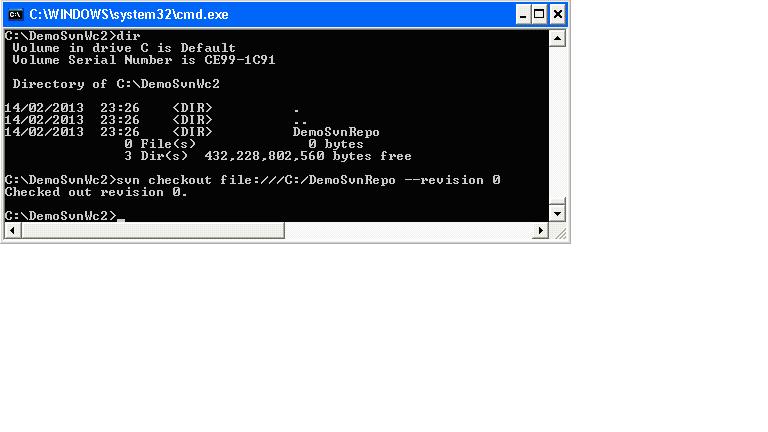 C:\WINDOWS\system32\cmd.exe
C:\DemoSvnWc2>dir
 Volume in drive C is Default
 Volume Serial Number is CE99-1C91
 Directory of C:\DemoSvnWc2
14/02/2013  23:26    <DIR>          .
14/02/2013  23:26    <DIR>          ..
14/02/2013  23:26    <DIR>          DemoSvnRepo
               0 File(s)              0 bytes
               3 Dir(s)  432,228,802,560 bytes free
C:\DemoSvnWc2>svn checkout file:///C:/DemoSvnRepo --revision 0
Checked out revision 0.
C:\DemoSvnWc2>_